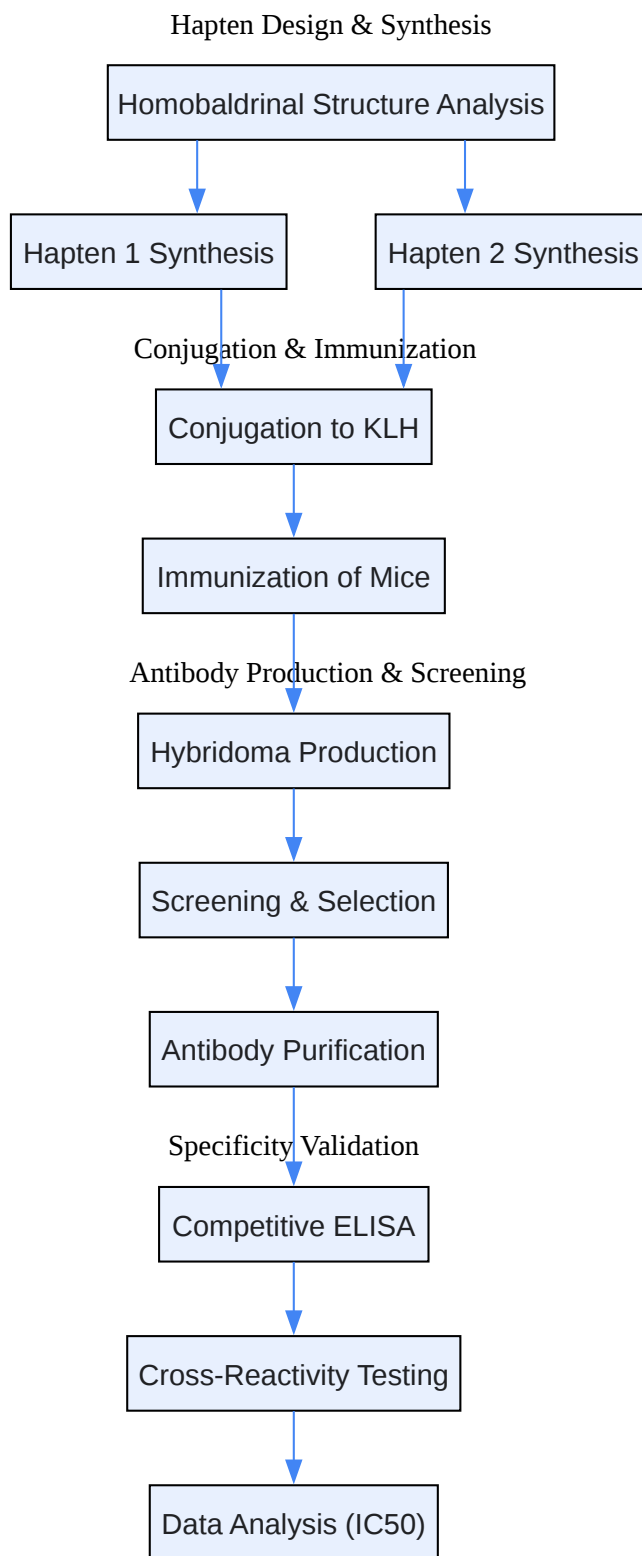 Hapten Design & Synthesis
Homobaldrinal Structure Analysis
Hapten 1 Synthesis
Hapten 2 Synthesis
Conjugation & Immunization
Conjugation to KLH
Immunization of Mice
Antibody Production & Screening
Hybridoma Production
Screening & Selection
Antibody Purification
Specificity Validation
Competitive ELISA
Cross-Reactivity Testing
Data Analysis (IC50)